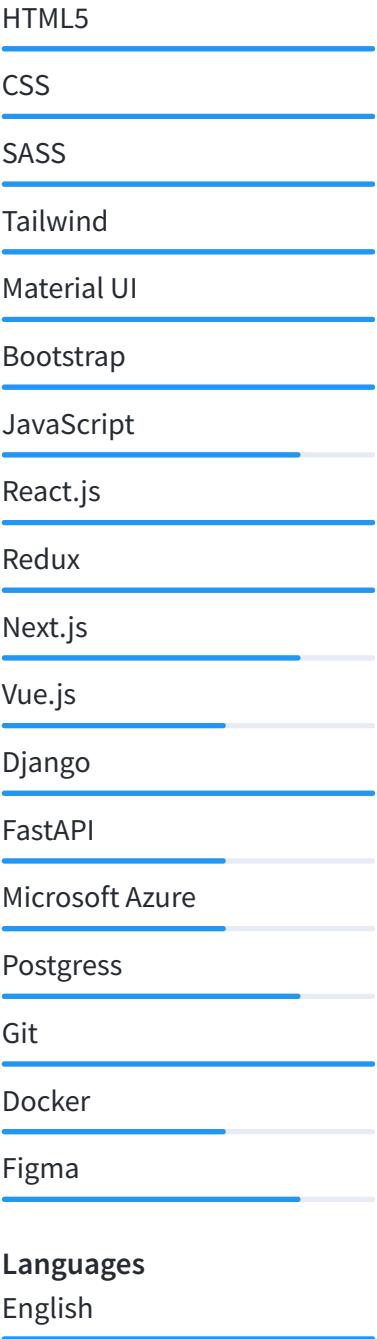 HTML5
CSS
SASS
Tailwind
Material UI
Bootstrap
JavaScript
React.js
Redux
Next.js
Vue.js
Django
FastAPI
Microsoft Azure
Postgress
Git
Docker
Figma
Languages
English